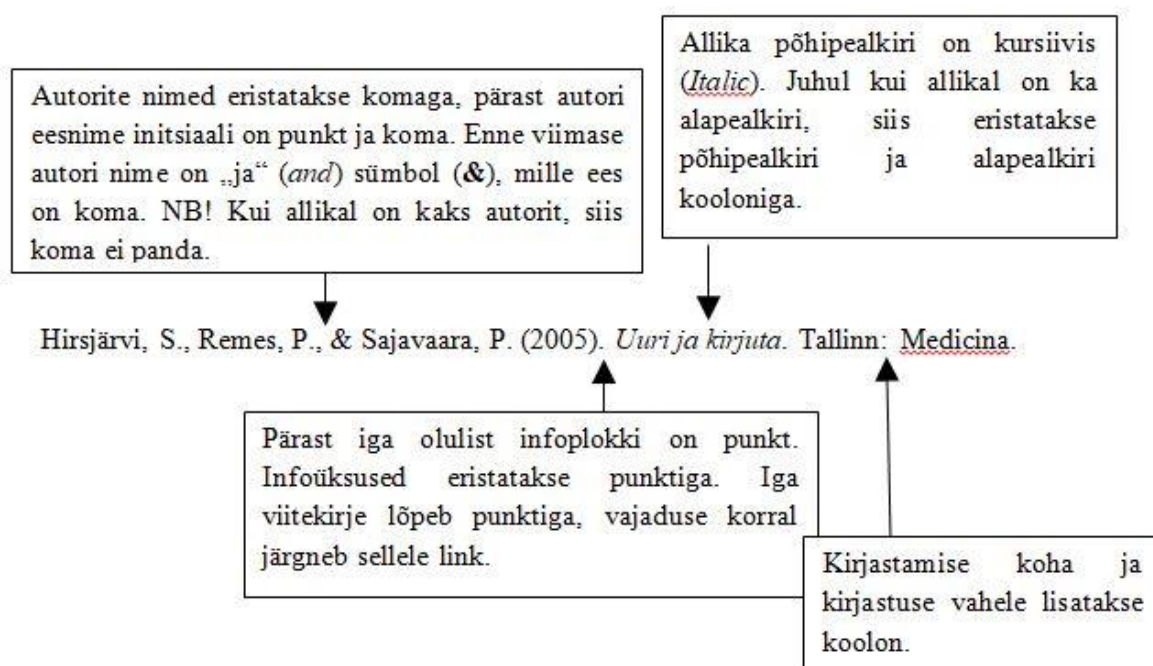 Allika põhipealkiri on kursiivis
(Italic). Juhul kui allikal on ka
alapealkiri, siis eristatakse
põhipealkiri ja alapealkiri
kooloniga.
Autorite nimed eristatakse komaga, pärast autori
eesnime initsiaali on punkt ja koma. Enne viimase
autori nime on „ja“ (and) sümbol (&), mille ees
on koma. NB! Kui allikal on kaks autorit, siis
koma ei panda.
Hirsjärvi, S., Remes, P., & Sajavaara, P. (2005). Uuri ja kirjuta. Tallinn: Medicina.
Pärast iga olulist infoplokki on punkt.
Infoüksused eristatakse punktiga. Iga
viitekirje lõpeb punktiga, vajaduse korral
järgneb sellele link.
Kirjastamise koha ja
kirjastuse vahele lisatakse
koolon.